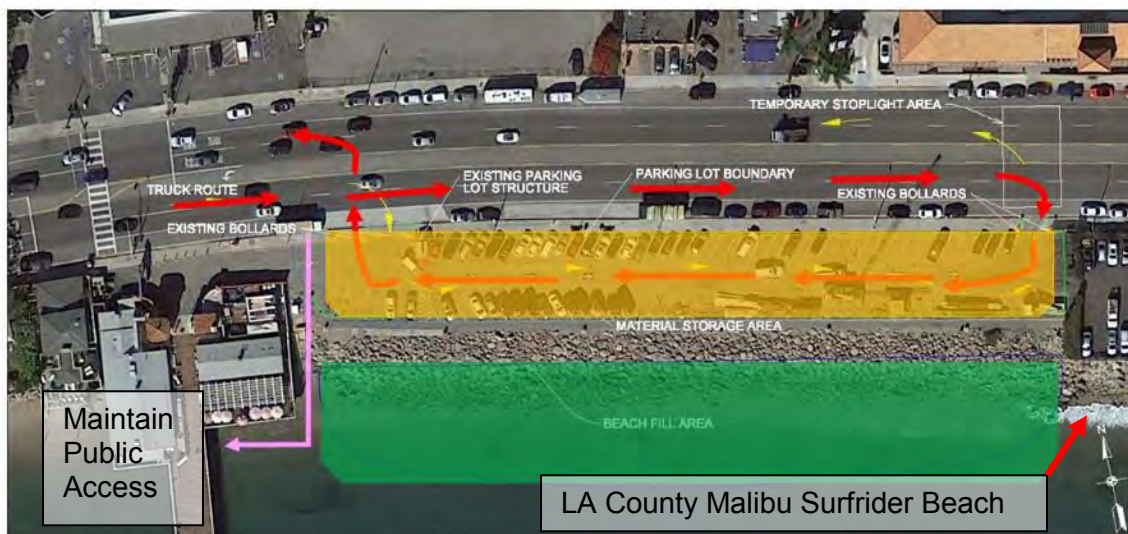 TEMPORARY STOPLIGHT AREA
EXISTING PARKING
LOT STRUCTURE
PARKING LOT BOUNDARY
TRUCK ROUTE
EXISTING BOLLARDS
EXISTING BOLLARDS
MATERIAL STORAGE AREA
BEACH FILL AREA
Maintain
Public
Access
LA County Malibu Surfrider Beach
N